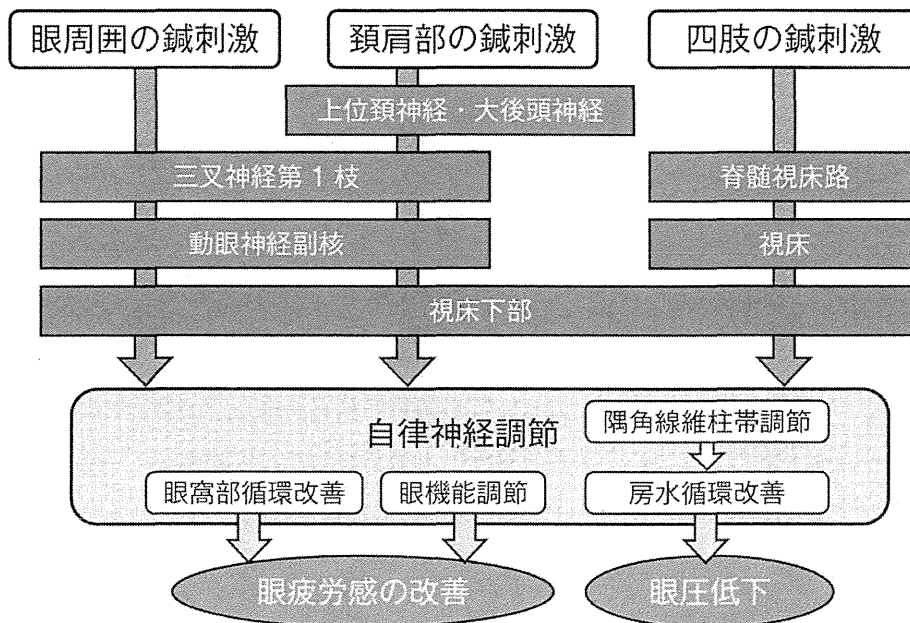 眼周囲の鍼刺激
頚肩部の鍼刺激
四肢の鍼刺激
上位頚神経・大後頭神経
三叉神経第1枝
脊髄視床路
動眼神経副核
視床
視床下部
自律神経調節
隅角線維柱帯調節
眼窩部循環改善
眼機能調節
房水循環改善
眼疲労感の改善
眼圧低下